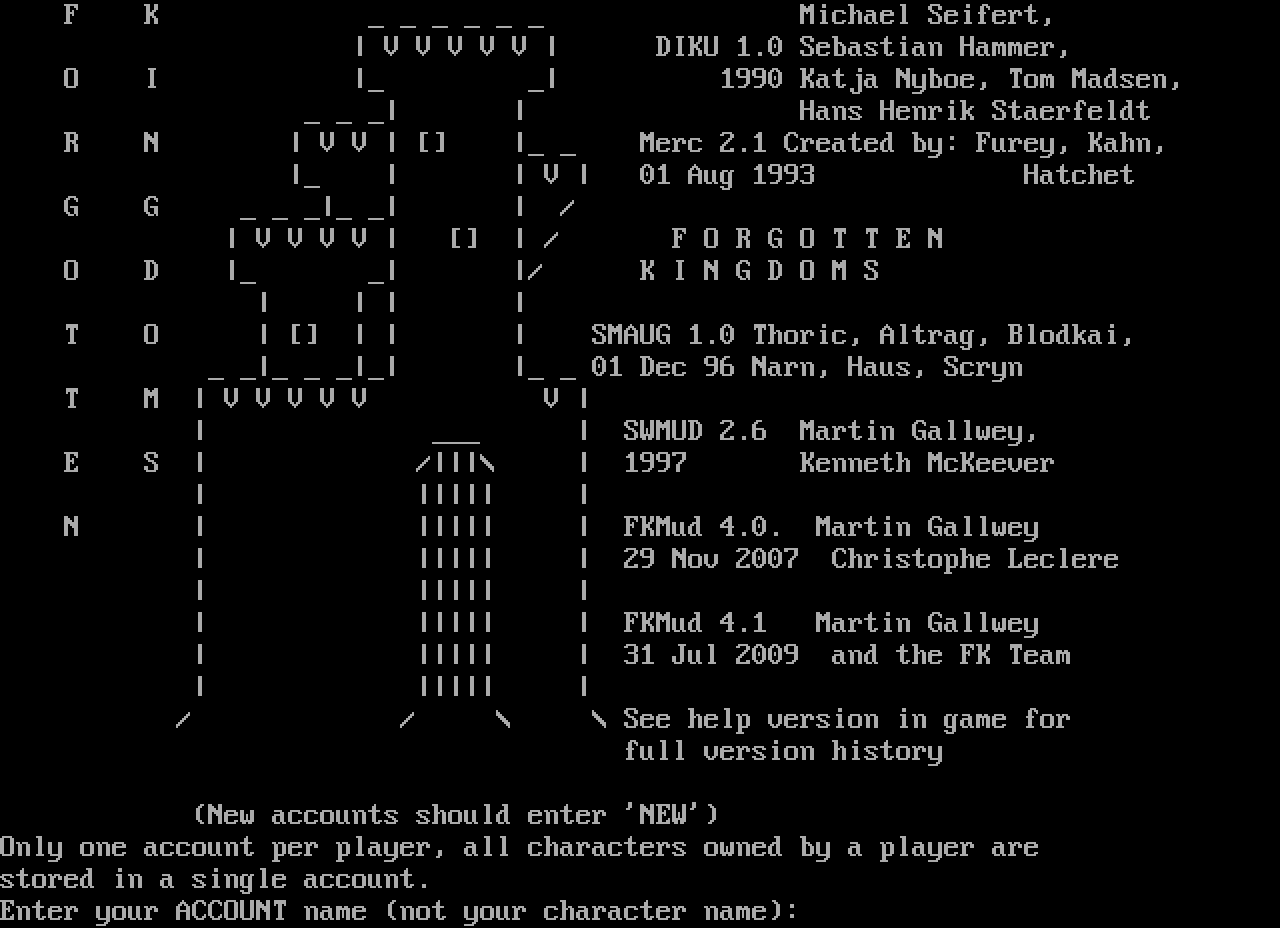 F K Michael Seifert,
DIKU 1.0 Sebastian Hammer,
O I 1990 Katja Nyboe, Tom Madsen,
Hans Henrik Staerfeldt
R N [] Merc 2.1 Created by: Furey, Kahn,
01 Aug 1993 Hatchet
G G
[] F O R G O T T E N
O D K I N G D O M S
T O [] SMAUG 1.0 Thoric, Altrag, Blodkai,
01 Dec 96 Narn, Haus, Scryn
T M
SWMUD 2.6 Martin Gallwey,
E S 1997 Kenneth McKeever
N FKMud 4.0. Martin Gallwey
29 Nov 2007 Christophe Leclere
FKMud 4.1 Martin Gallwey
31 Jul 2009 and the FK Team
See help version in game for
full version history
(New accounts should enter 'NEW')
Only one account per player, all characters owned by a player are
stored in a single account.
Enter your ACCOUNT name (not your character name):